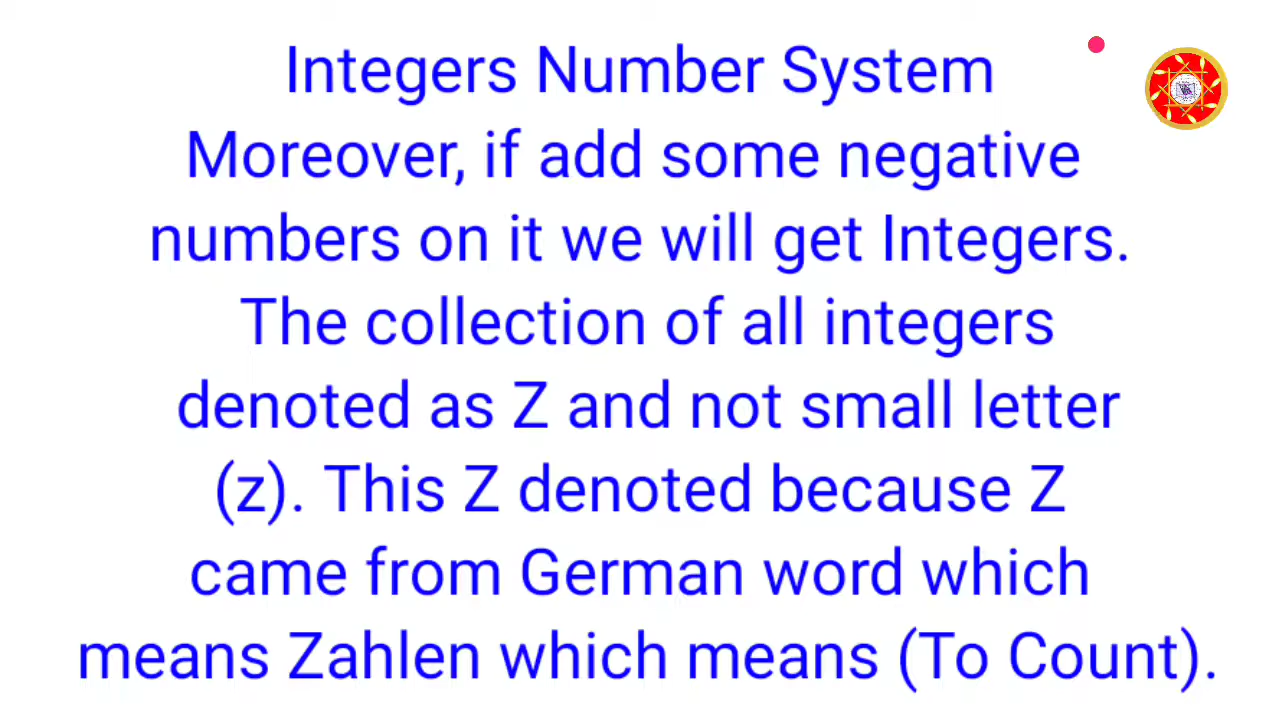 Integers Number System
Moreover, if add some negative
numbers on it we will get Integers.
The collection of all integers
denoted as Z and not small letter
(z). This Z denoted because Z
came from German word which
means Zahlen which means (To Count).